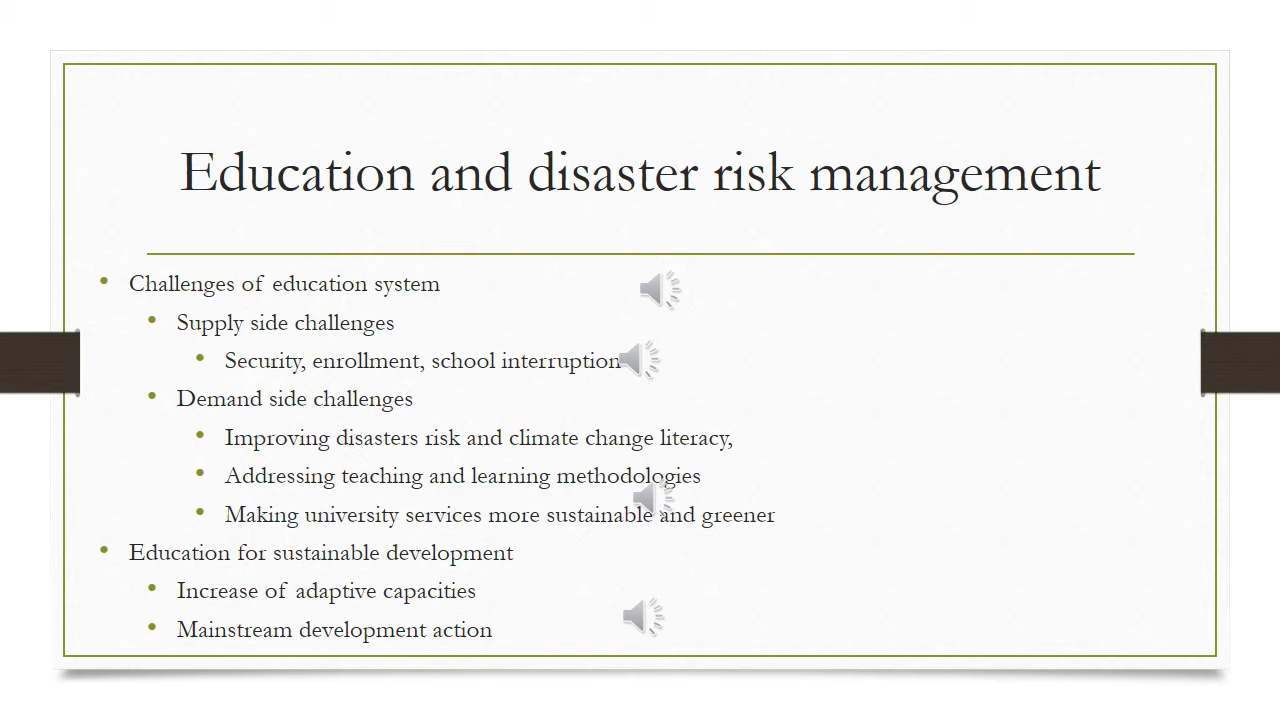 Education and disaster risk management
• Challenges of education system
• Supply side challenges
• Security, enrollment, school interruption
• Demand side challenges
• Improving disasters risk and climate change literacy,
• Addressing teaching and learning methodologies
• Making university services more sustainable and greener
• Education for sustainable development
• Increase of adaptive capacities
• Mainstream development action